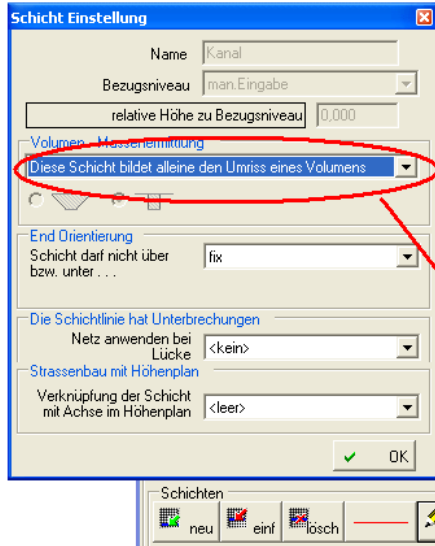 Schicht Einstellung
Name Kanal
Bezugsniveau man.Eingabe
relative Höhe zu Bezugsniveau 0,000
Volumen - Massenermittlung
Diese Schicht bildet alleine den Umriss eines Volumens
End Orientierung
Schicht darf nicht über
bzw. unter . . .
fix
Die Schichtlinie hat Unterbrechungen
Netz anwenden bei
Lücke
<kein>
Strassenbau mit Höhenplan
Verknüpfung der Schicht
mit Achse im Höhenplan
<leer>
OK
Schichten
neu einf lösch